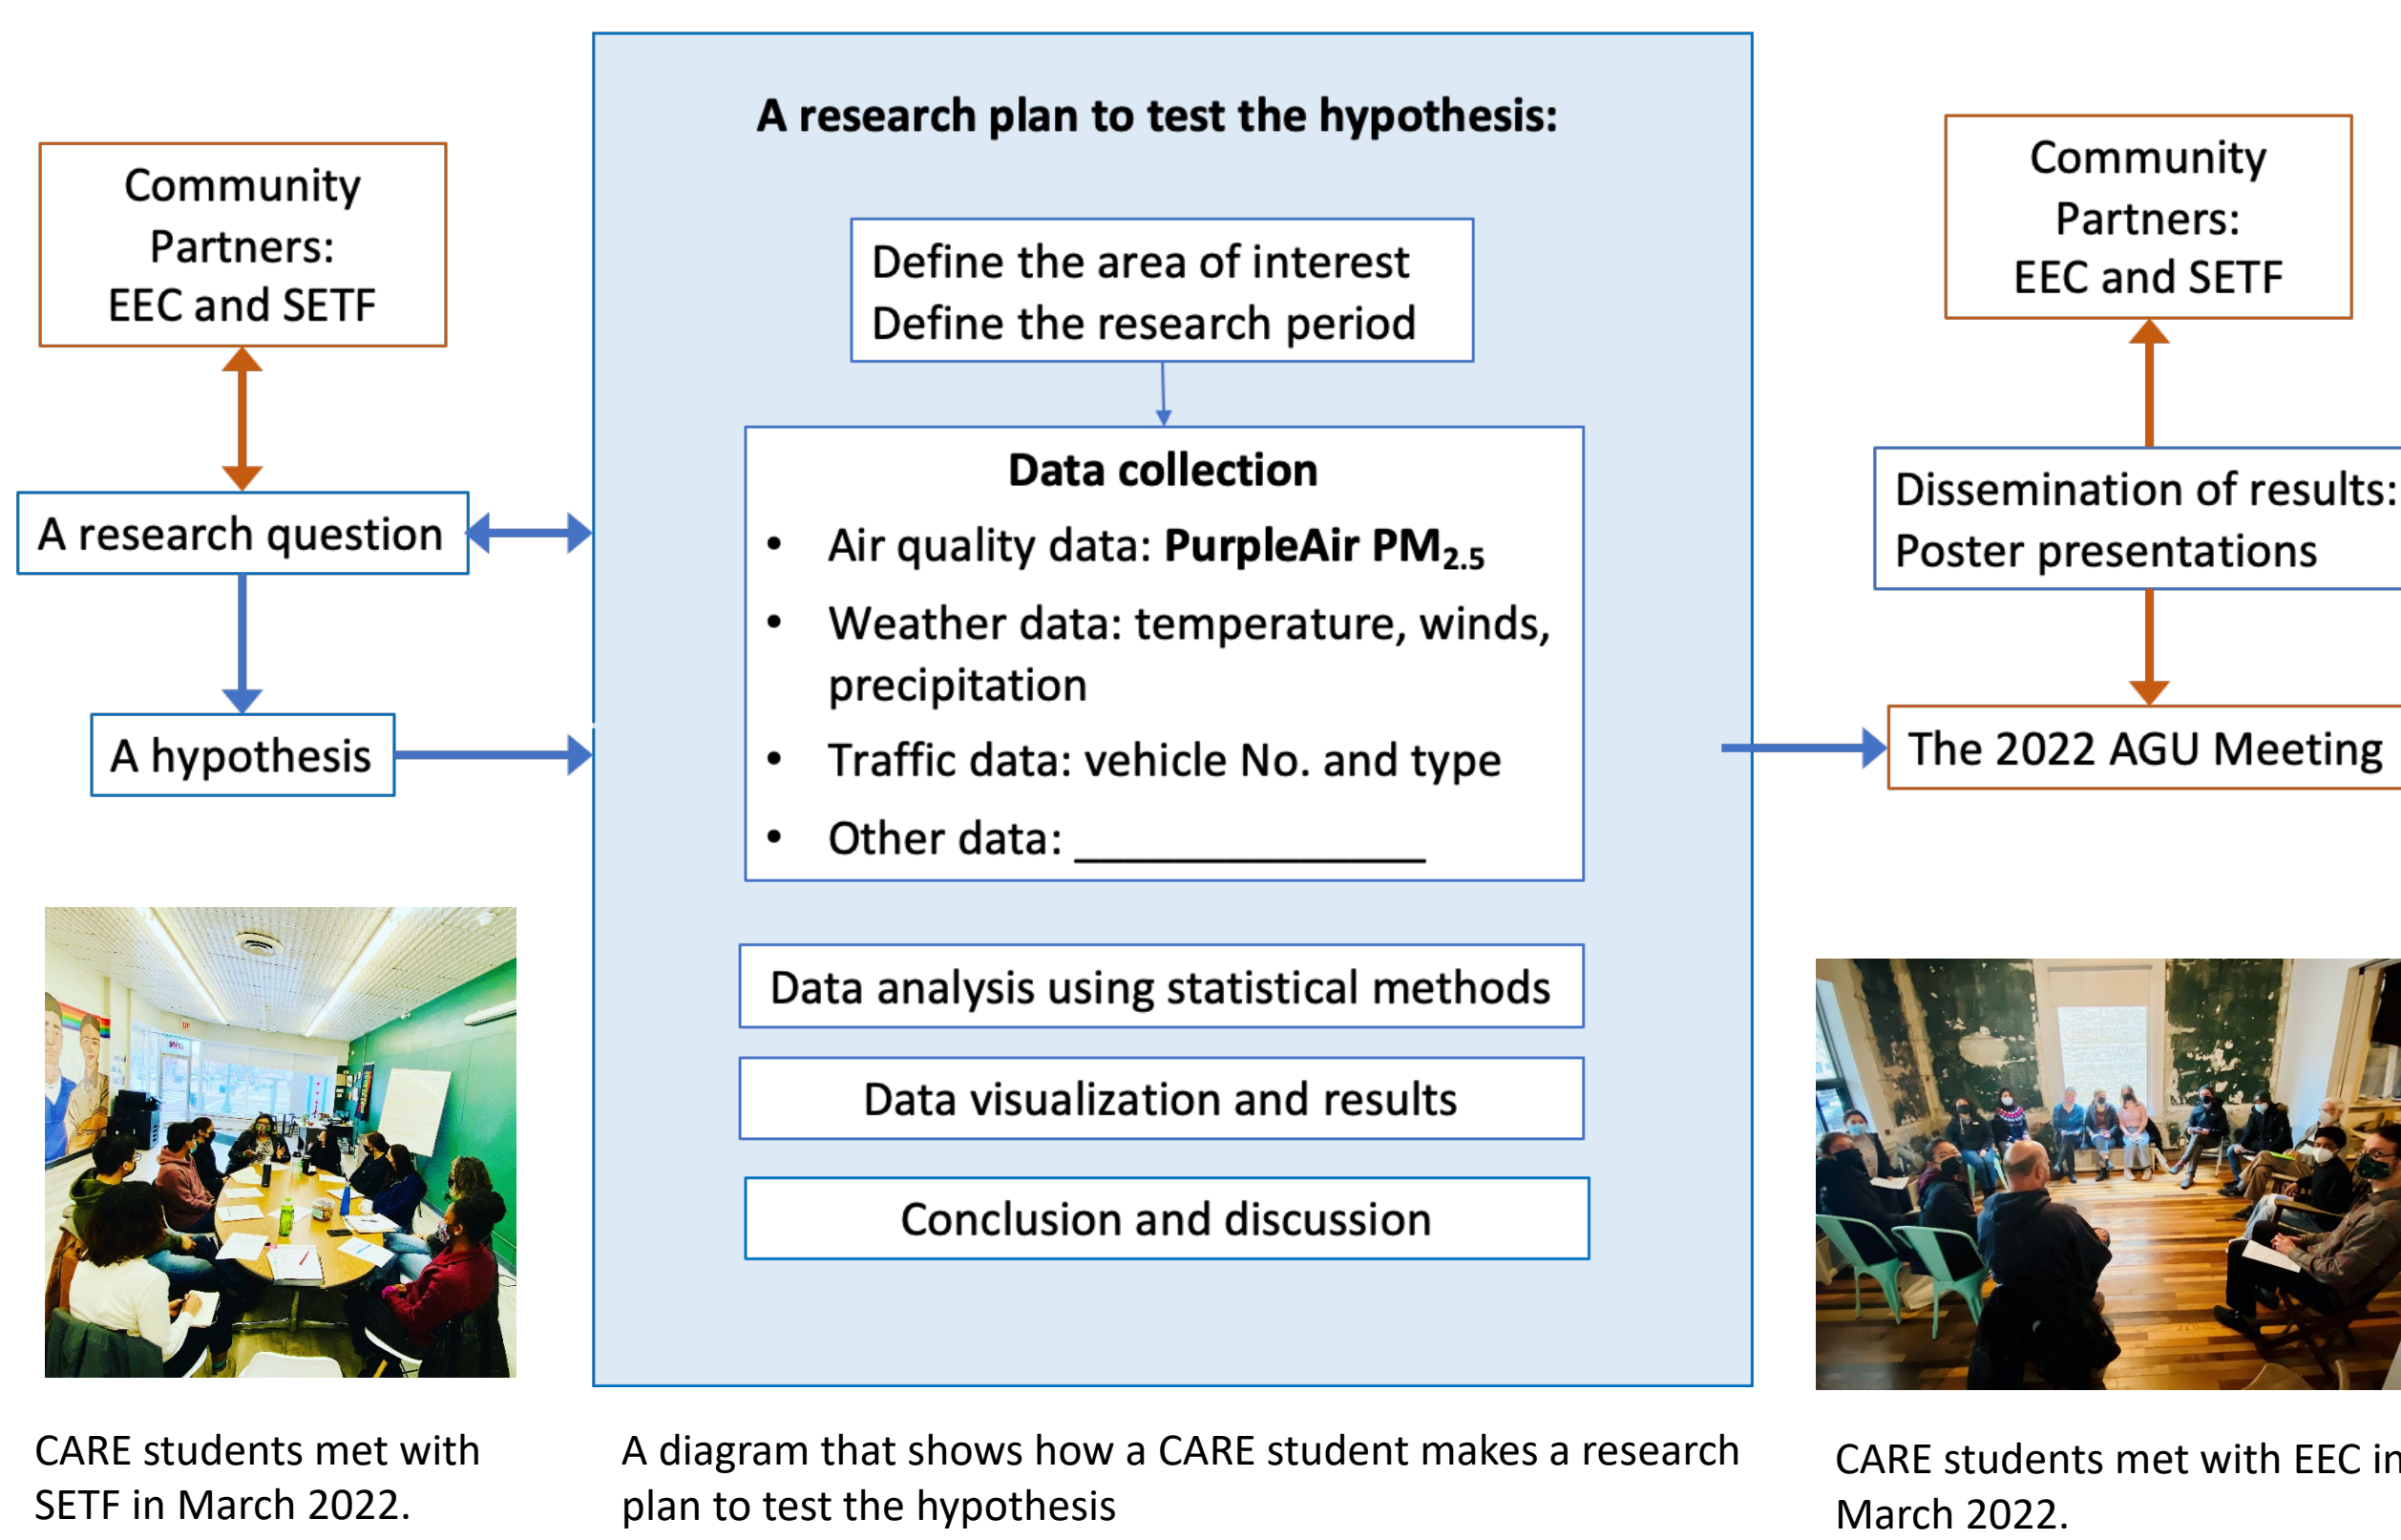 Community
Partners:
EEC and SETF
A research question
A hypothesis
CARE students met with
SETF in March 2022.
A research plan to test the hypothesis:
Define the area of interest
Define the research period
Data collection
• Air quality data: PurpleAir PM2.5
• Weather data: temperature, winds,
precipitation
• Traffic data: vehicle No. and type
• Other data: _______________
Data analysis using statistical methods
Data visualization and results
Conclusion and discussion
A diagram that shows how a CARE student makes a research
plan to test the hypothesis
Community
Partners:
EEC and SETF
Dissemination of results:
Poster presentations
The 2022 AGU Meeting
CARE students met with EEC in
March 2022.